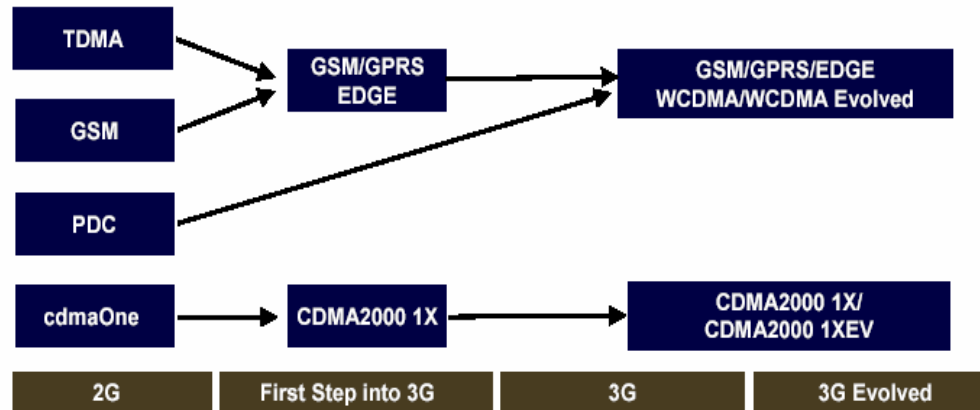 TDMA
GSM/GPRS
EDGE
GSM/GPRS/EDGE
WCDMA/WCDMA Evolved
GSM
PDC
cdmaOne
CDMA2000 1X
CDMA2000 1X/
CDMA2000 1XEV
2G
First Step into 3G
3G
3G Evolved